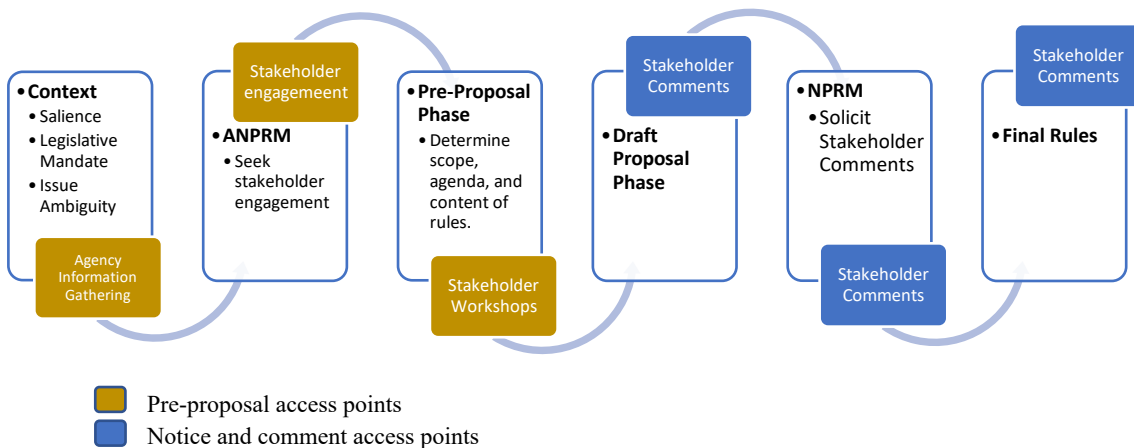 • Context
• Salience
• Legislative
Mandate
• Issue
Ambiguity
Agency
Information
Gathering
Stakeholder
engagemeent
• ANPRM
• Seek
stakeholder
engagement
• Pre-Proposal
Phase
• Determine
scope,
agenda, and
content of
rules.
Stakeholder
Workshops
Stakeholder
Comments
• Draft
Proposal
Phase
• NPRM
• Solicit
Stakeholder
Comments
Stakeholder
Comments
Stakeholder
Comments
• Final Rules
Pre-proposal access points
Notice and comment access points